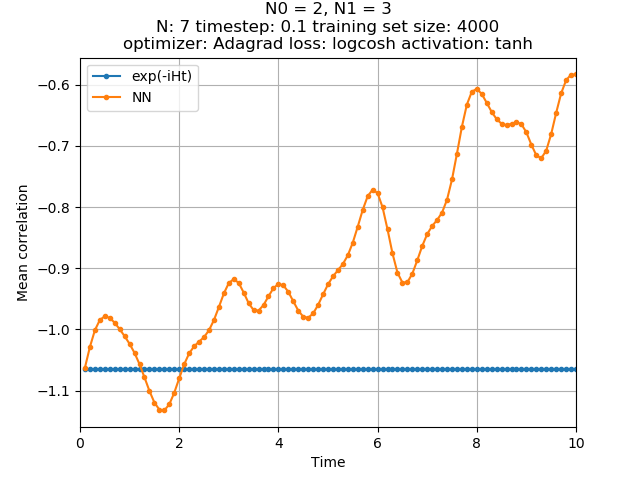 N0 = 2, N1 = 3
N: 7 timestep: 0.1 training set size: 4000
optimizer: Adagrad loss: logcosh activation: tanh
exp(-iHt)
NN
−0.6
−0.7
−0.8
−0.9
−1.0
−1.1
Mean correlation
0 2 4 6 8 10
Time